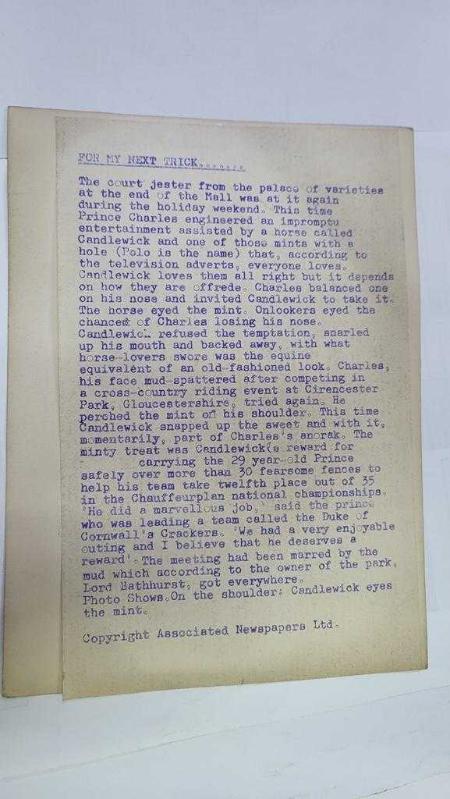 FOR MY NEXT TRICK.......
The court jester from the palace of varieties
at the end of the Mall was at it again
during the holiday weekend. This time
Prince Charles engineered an impromptu
entertainment assisted by a horse called
Candlewick and one of those mints with a
hole (Polo is the name) that, according to
the television adverts, everyone loves.
Candlewick loves them all right but it depends
on how they are offrede. Charles balanced one
on his nose and invited Candlewick to take it.
The horse eyed the mint. Onlookers eyed the
chances of Charles losing his nose.
Candlewick refused the temptation, snarled
up his mouth and backed away, with what
horse-lovers swore was the equine
equivalent of an old-fashioned look. Charles,
his face mud-spattered after competing in
a cross-country riding event at Cirencester
Park, Gloucestershire, tried again. He
perched the mint on his shoulder. This time
Candlewick snapped up the sweet and with it,
momentarily, part of Charles's anorak. The
minty treat was Candlewick(s reward for
carrying the 29 year-old Prince
safely over more than 30 fearsome fences to
help his team take twelfth place out of 35
in the Chauffeurplan national championships.
'He did a marvellous job,' said the prince
who was leading a team called the Duke of
Cornwall's Crackers. 'We had a very enjoyable
outing and I believe that he deserves a
reward'. The meeting had been marred by the
mud which according to the owner of the park,
Lord Bathhurst, got everywhere.
Photo Shows.On the shoulder: Candlewick eyes
the mint.
Copyright Associated Newspapers Ltd.